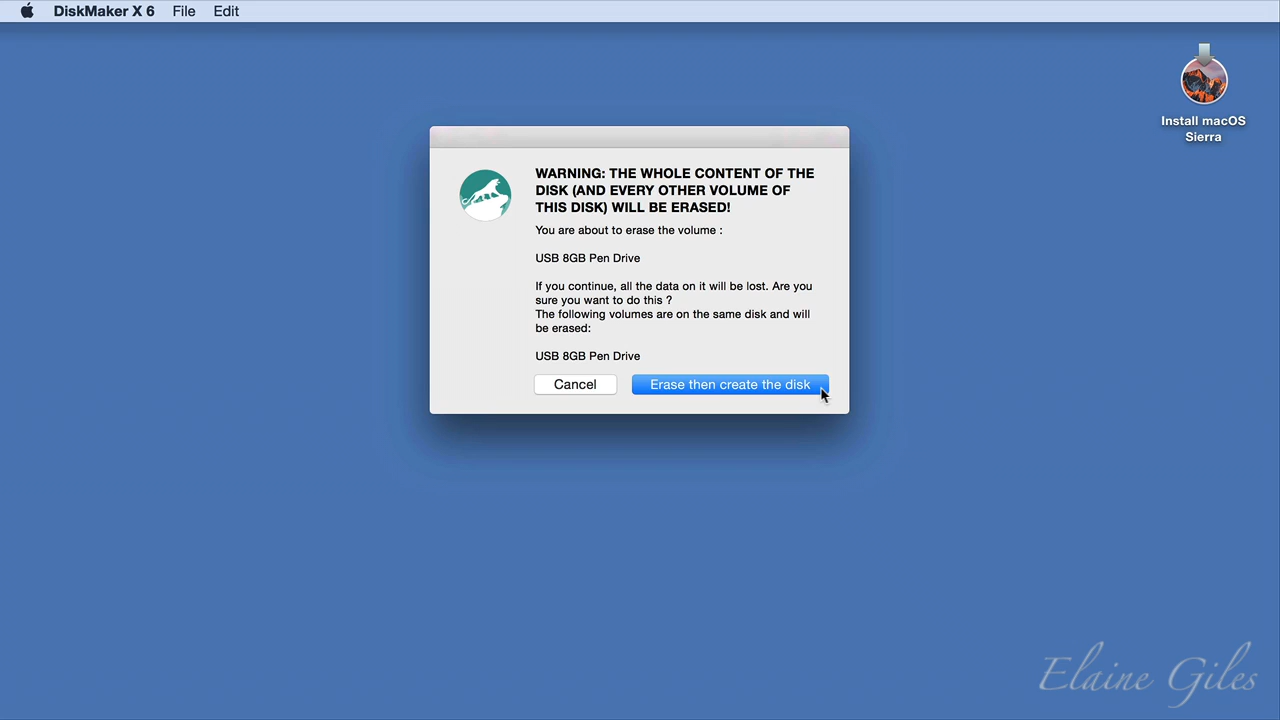 DiskMaker X 6 File Edit
Install macOS
Sierra
WARNING: THE WHOLE CONTENT OF THE
DISK (AND EVERY OTHER VOLUME OF
THIS DISK) WILL BE ERASED!
You are about to erase the volume :
USB 8GB Pen Drive
If you continue, all the data on it will be lost. Are you
sure you want to do this ?
The following volumes are on the same disk and will
be erased:
USB 8GB Pen Drive
Cancel Erase then create the disk
Elaine Giles